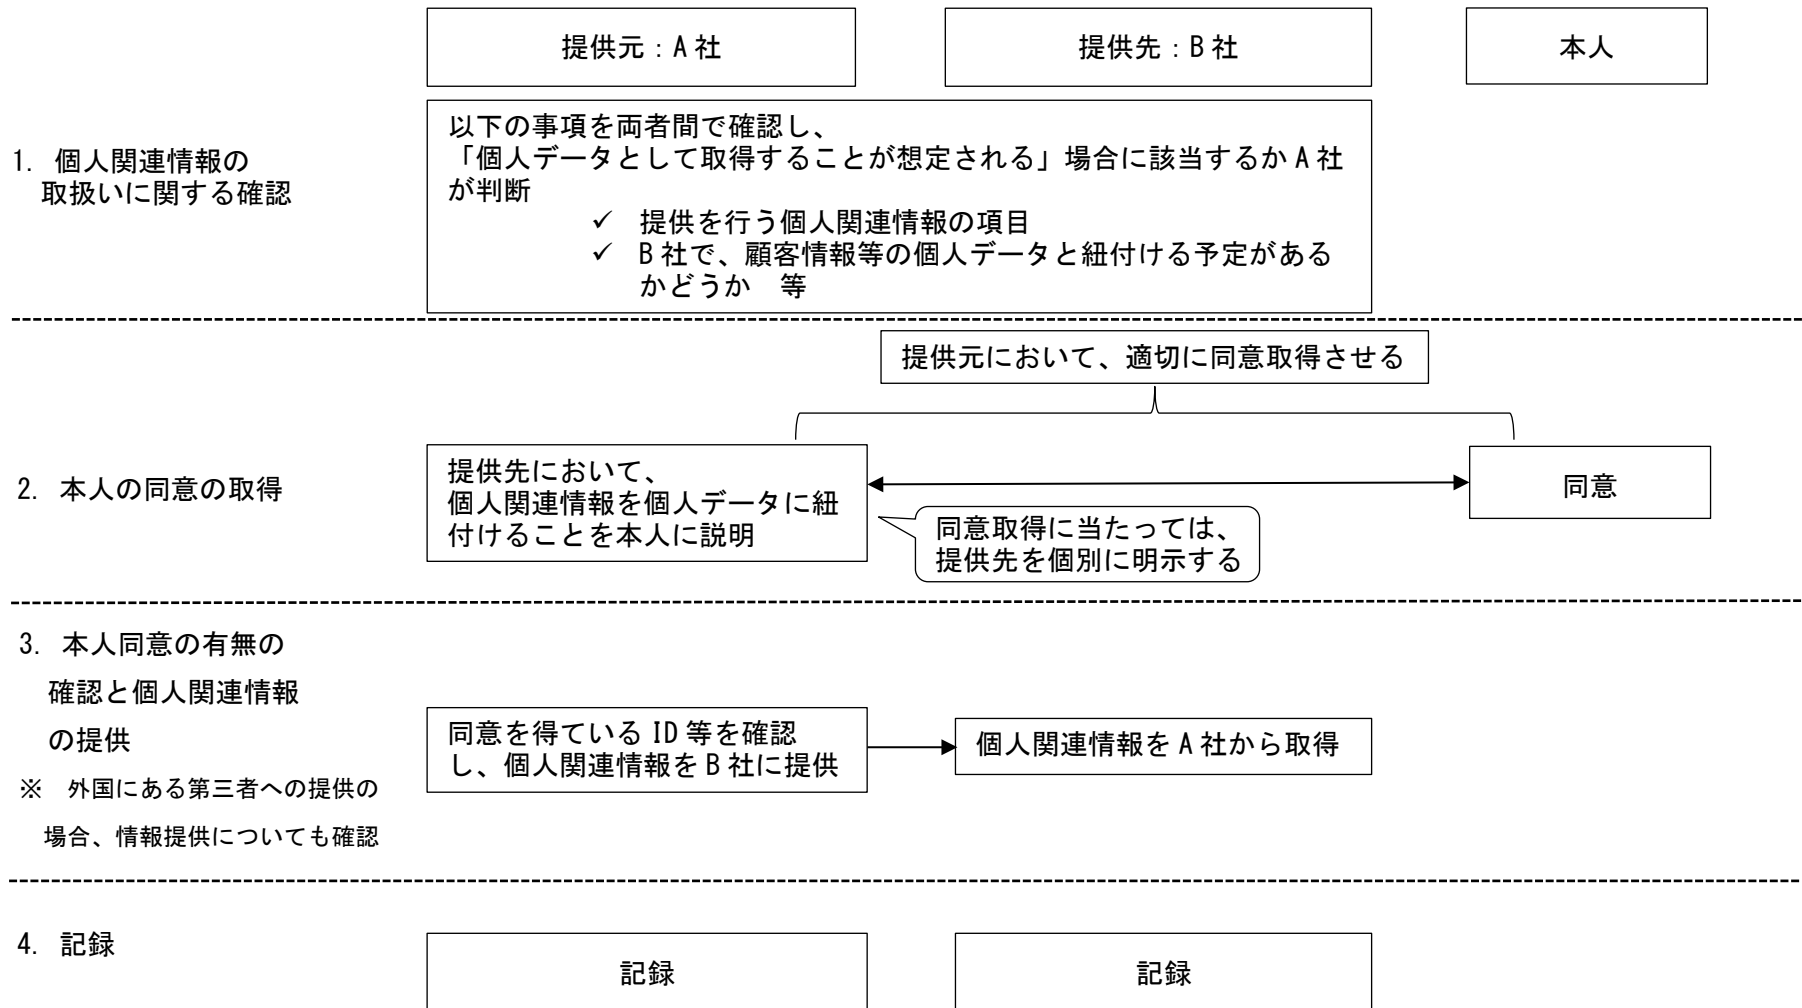 提供元：A社
提供先：B社
本人
1. 個人関連情報の
取扱いに関する確認
以下の事項を両者間で確認し、
「個人データとして取得することが想定される」場合に該当するかA社
が判断
✓ 提供を行う個人関連情報の項目
✓ B社で、顧客情報等の個人データと紐付ける予定がある
かどうか　等
提供元において、適切に同意取得させる
2. 本人の同意の取得
提供先において、
個人関連情報を個人データに紐
付けることを本人に説明
同意
同意取得に当たっては、
提供先を個別に明示する
3. 本人同意の有無の
確認と個人関連情報
の提供
※　外国にある第三者への提供の
場合、情報提供についても確認
同意を得ているID等を確認
し、個人関連情報をB社に提供
個人関連情報をA社から取得
4. 記録
記録
記録